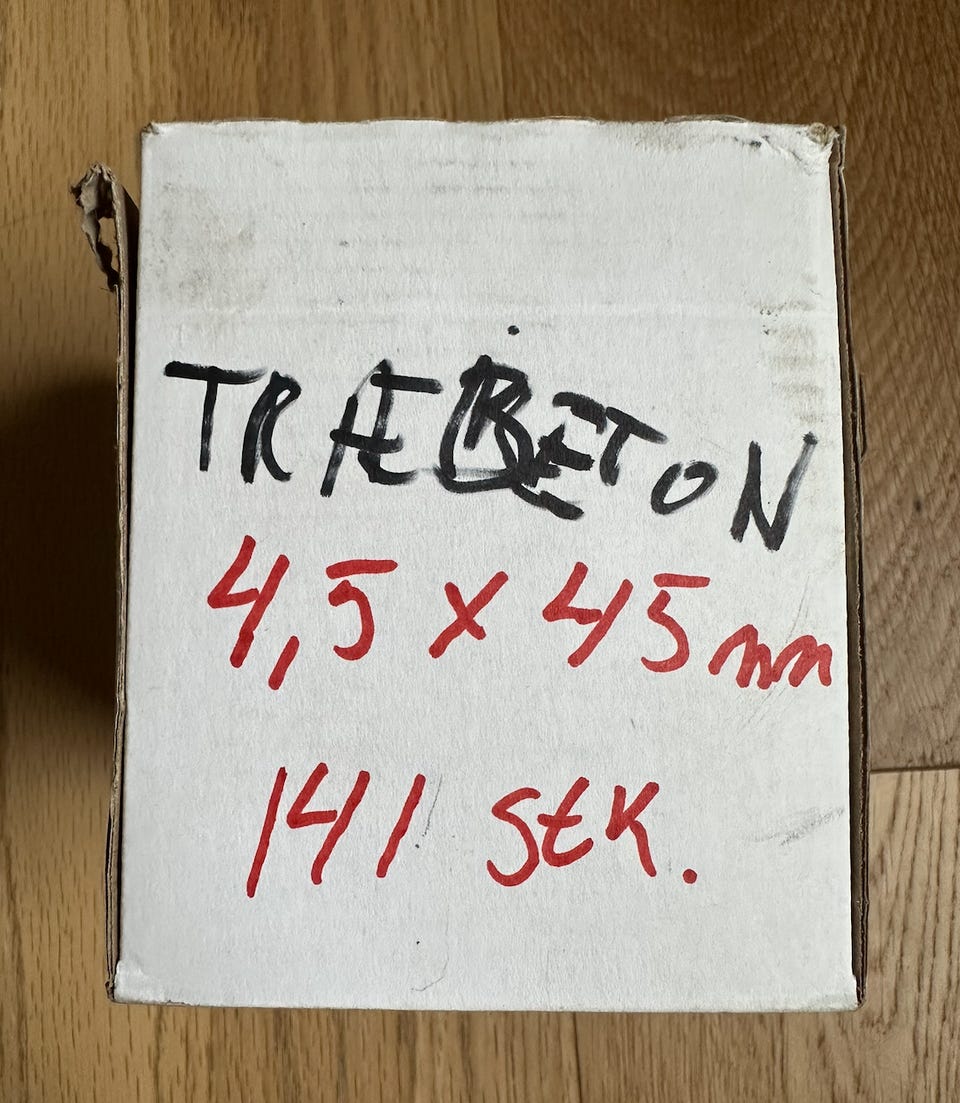 TRÆBETON
4,5 x 45 mm
141 stk.